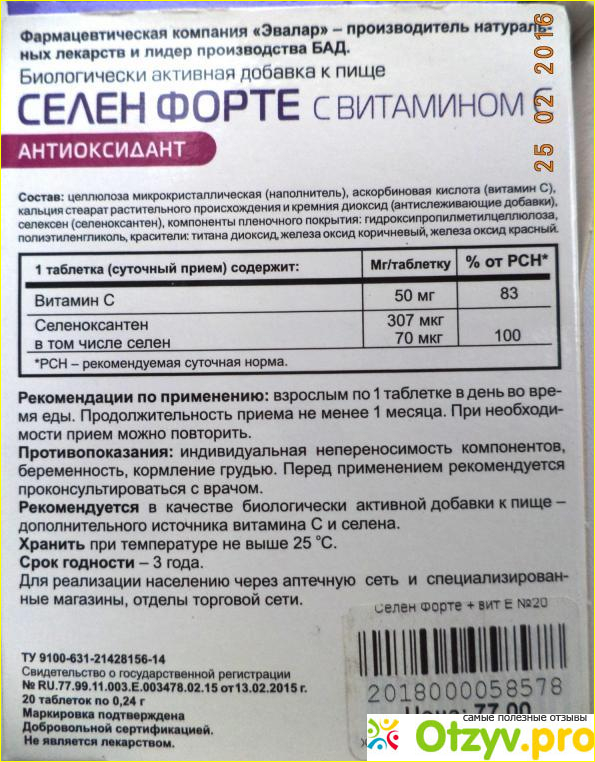 Фармацевтическая компания «Эвалар» – производитель натураль-
ных лекарств и лидер производства БАД.
Биологически активная добавка к пище
СЕЛЕН ФОРТЕ С ВИТАМИНОМ
АНТИОКСИДАНТ
25 02 2016
Состав: целлюлоза микрокристаллическая (наполнитель), аскорбиновая кислота (витамин С),
кальция стеарат растительного происхождения и кремния диоксид (антислеживающие добавки),
селексен (селеноксантен), компоненты пленочного покрытия: гидроксипропилметилцеллюлоза,
полиэтиленгликоль, красители: титана диоксид, железа оксид коричневый, железа оксид красный.
1 таблетка (суточный прием) содержит: Мг/таблетку % от РСН*
Витамин С 50 мг 83
Селеноксантен 307 мкг
в том числе селен 70 мкг 100
*РСН – рекомендуемая суточная норма.
Рекомендации по применению: взрослым по 1 таблетке в день во вре-
мя еды. Продолжительность приема не менее 1 месяца. При необходи-
мости прием можно повторить.
Противопоказания: индивидуальная непереносимость компонентов,
беременность, кормление грудью. Перед применением рекомендуется
проконсультироваться с врачом.
Рекомендуется в качестве биологически активной добавки к пище –
дополнительного источника витамина С и селена.
Хранить при температуре не выше 25 °С.
Срок годности – 3 года.
Для реализации населению через аптечную сеть и специализирован-
ные магазины, отделы торговой сети.
Селен Форте + вит Е №20
2018000058578
Цена: 77.00
ТУ 9100-631-21428156-14
Свидетельство о государственной регистрации
№ RU.77.99.11.003.Е.003478.02.15 от 13.02.2015 г.
20 таблеток по 0,24 г
Маркировка подтверждена
Добровольной сертификацией.
Не является лекарством.
самые полезные отзывы
Otzyv.pro